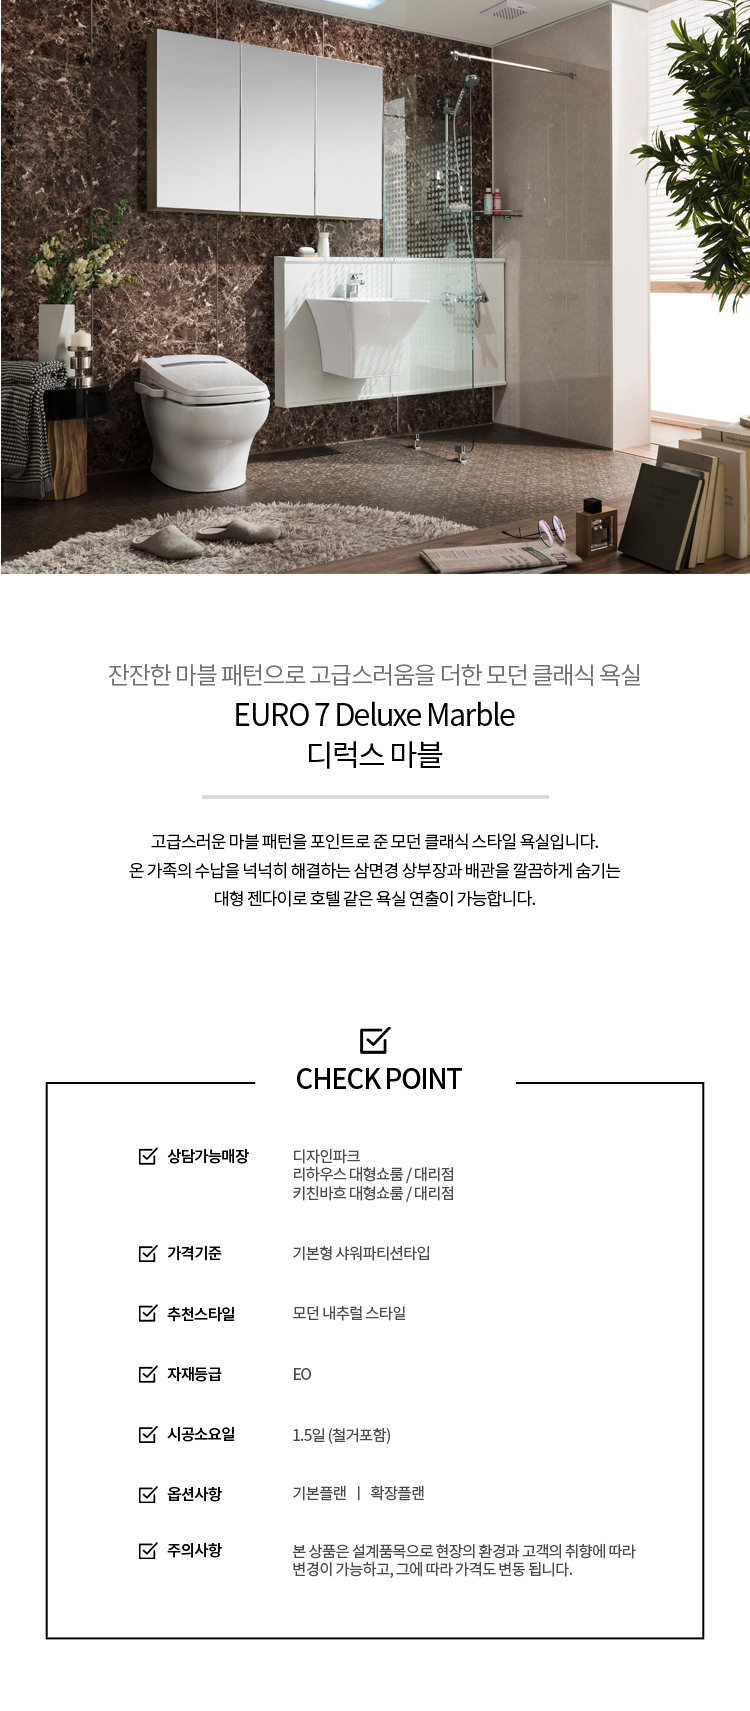 잔잔한 마블 패턴으로 고급스러움을 더한 모던 클래식 욕실
EURO 7 Deluxe Marble
디럭스 마블
고급스러운 마블 패턴을 포인트로 준 모던 클래식 스타일 욕실입니다.
온 가족의 수납을 넉넉히 해결하는 삼면경 상부장과 배관을 깔끔하게 숨기는
대형 젠다이로 호텔 같은 욕실 연출이 가능합니다.
CHECK POINT
상담가능매장 디자인파크
리하우스 대형쇼룸 / 대리점
키친바흐 대형쇼룸 / 대리점
가격기준 기본형 샤워파티션타입
추천스타일 모던 내추럴 스타일
자재등급 EO
시공소요일 1.5일 (철거포함)
옵션사항 기본플랜 ㅣ 확장플랜
주의사항 본 상품은 설계품목으로 현장의 환경과 고객의 취향에 따라
변경이 가능하고, 그에 따라 가격도 변동 됩니다.